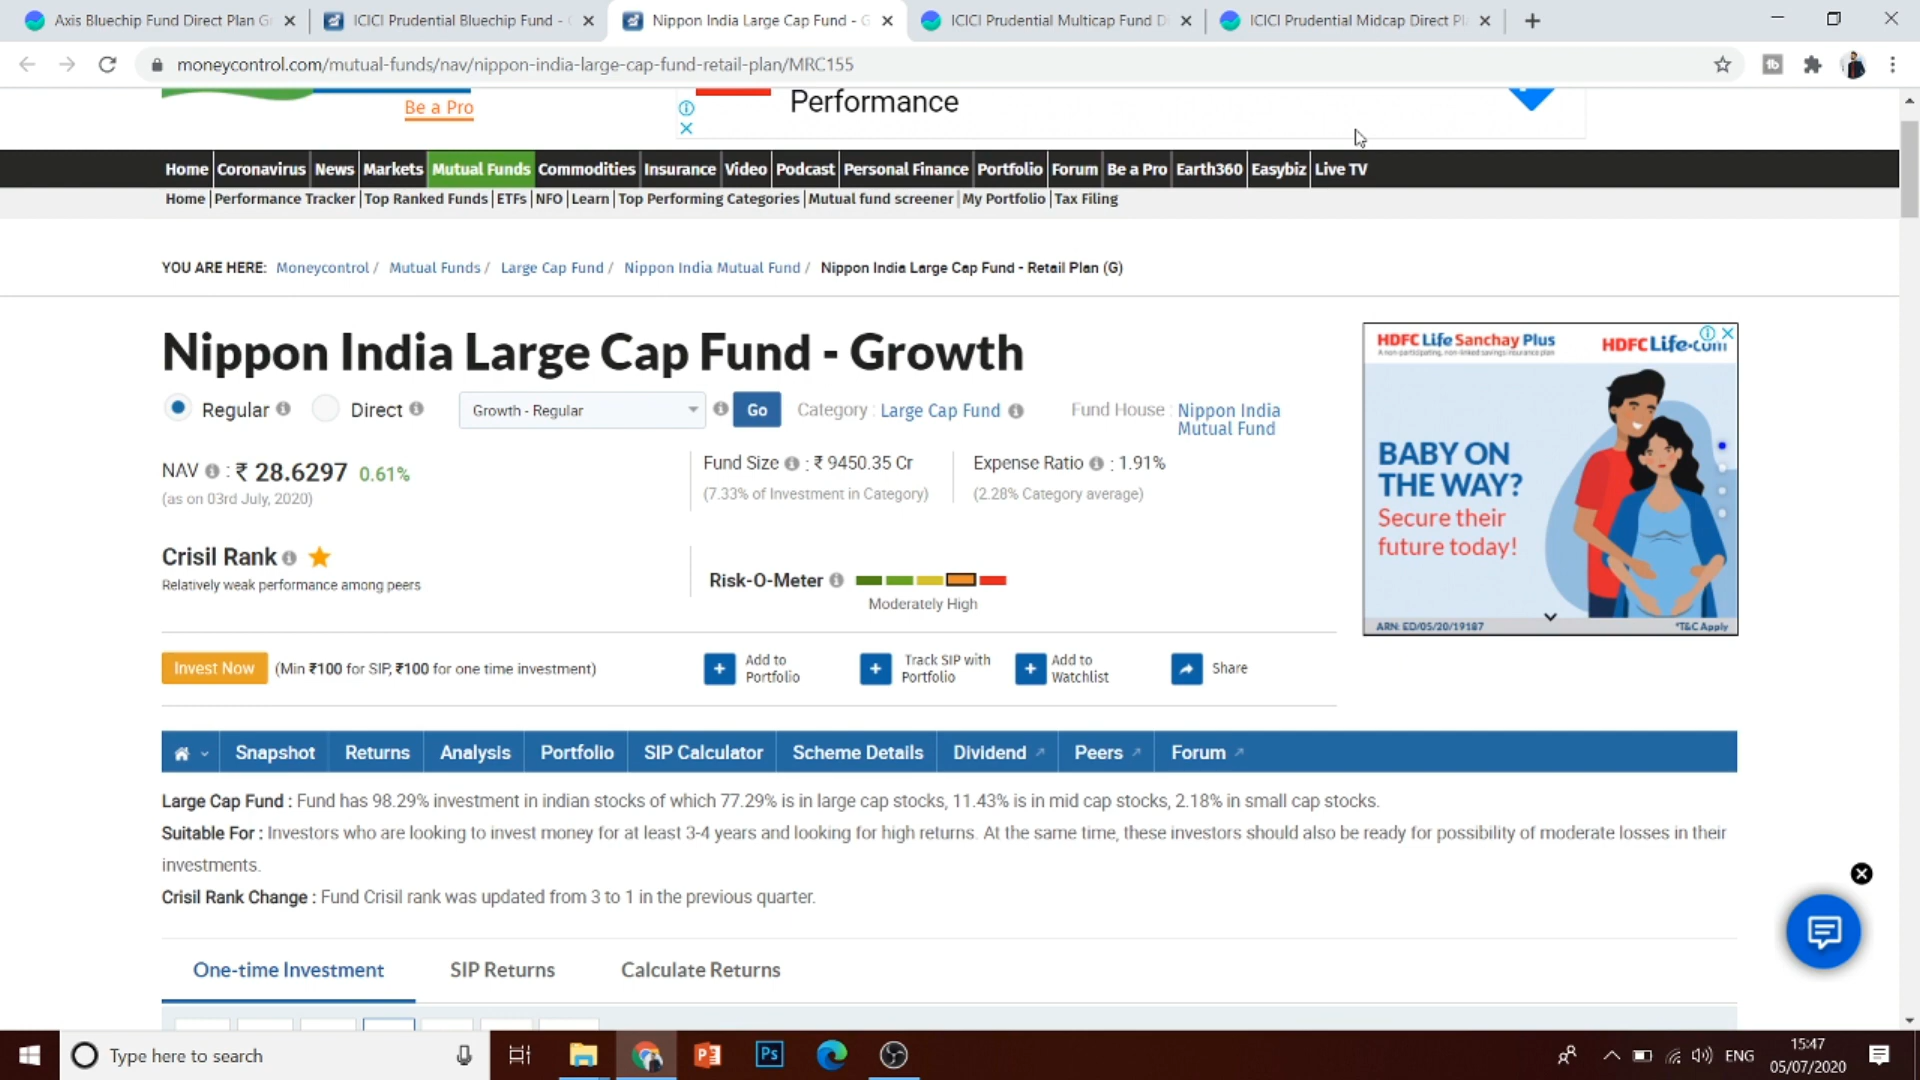 Axis Bluechip Fund Direct Plan G
ICICI Prudential Bluechip Fund -
Nippon India Large Cap Fund - G
ICICI Prudential Multicap Fund D
ICICI Prudential Midcap Direct Pl
moneycontrol.com/mutual-funds/nav/nippon-india-large-cap-fund-retail-plan/MRC155
Be a Pro
Performance
Home Coronavirus News Markets Mutual Funds Commodities Insurance Video Podcast Personal Finance Portfolio Forum Be a Pro Earth360 Easybiz Live TV
Home Performance Tracker Top Ranked Funds ETFs NFO Learn Top Performing Categories Mutual fund screener My Portfolio Tax Filing
YOU ARE HERE: Moneycontrol / Mutual Funds / Large Cap Fund / Nippon India Mutual Fund / Nippon India Large Cap Fund - Retail Plan (G)
Nippon India Large Cap Fund - Growth
Regular Direct Growth - Regular Go Category : Large Cap Fund Fund House : Nippon India
Mutual Fund
NAV : ₹ 28.6297 0.61%
(as on 03rd July, 2020)
Fund Size : ₹ 9450.35 Cr
(7.33% of Investment in Category)
Expense Ratio : 1.91%
(2.28% Category average)
Crisil Rank
Relatively weak performance among peers
Risk-O-Meter
Moderately High
HDFC Life Sanchay Plus
A non-participating, non-linked savings insurance plan
HDFC Life.com
BABY ON
THE WAY?
Secure their
future today!
ARN: ED/05/20/19187
*T&C Apply
Invest Now (Min ₹100 for SIP, ₹100 for one time investment)
Add to
Portfolio
Track SIP with
Portfolio
Add to
Watchlist
Share
Snapshot Returns Analysis Portfolio SIP Calculator Scheme Details Dividend Peers Forum
Large Cap Fund : Fund has 98.29% investment in indian stocks of which 77.29% is in large cap stocks, 11.43% is in mid cap stocks, 2.18% in small cap stocks.
Suitable For : Investors who are looking to invest money for at least 3-4 years and looking for high returns. At the same time, these investors should also be ready for possibility of moderate losses in their
investments.
Crisil Rank Change : Fund Crisil rank was updated from 3 to 1 in the previous quarter.
One-time Investment SIP Returns Calculate Returns
Type here to search
Ps
ENG
15:47
05/07/2020